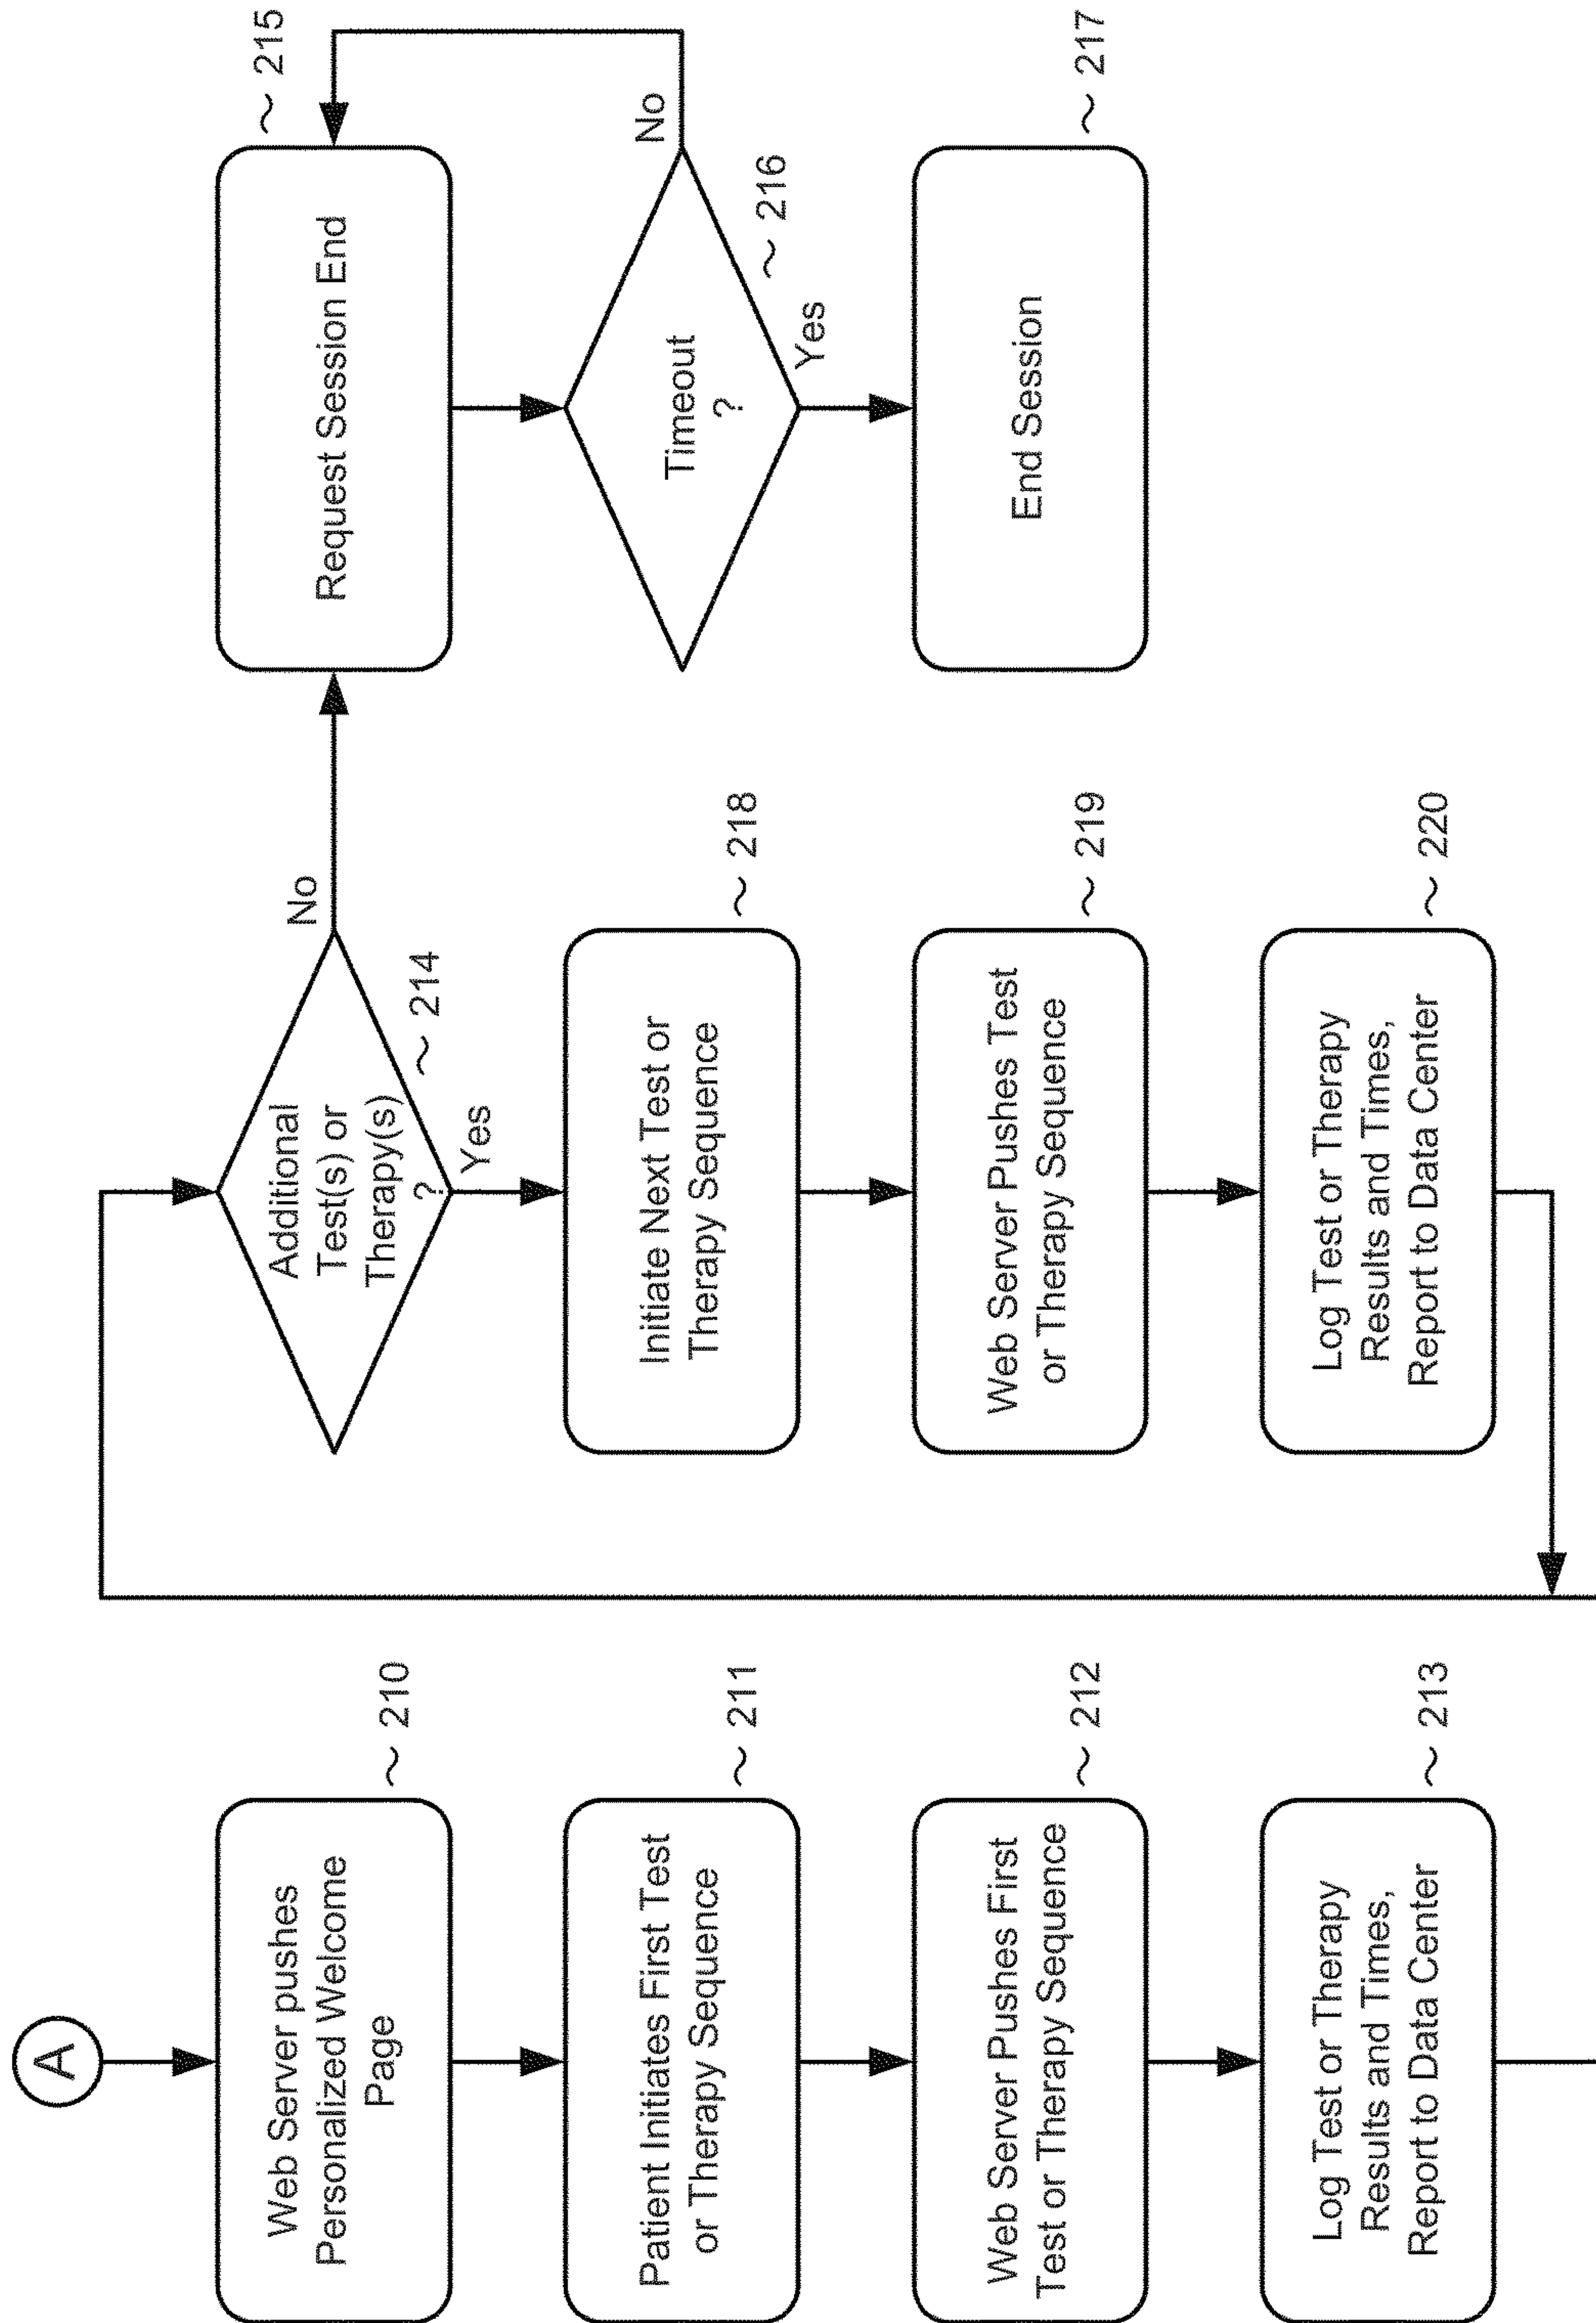 A
Web Server pushes
Personalized Welcome
Page
~ 210
Patient Initiates First Test
or Therapy Sequence
~ 211
Web Server Pushes First
Test or Therapy Sequence
~ 212
Log Test or Therapy
Results and Times,
Report to Data Center
~ 213
Additional
Test(s) or
Therapy(s)
?
~ 214
No
Yes
Initiate Next Test or
Therapy Sequence
~ 218
Web Server Pushes Test
or Therapy Sequence
~ 219
Log Test or Therapy
Results and Times,
Report to Data Center
~ 220
Request Session End
~ 215
Timeout
?
~ 216
No
Yes
End Session
~ 217